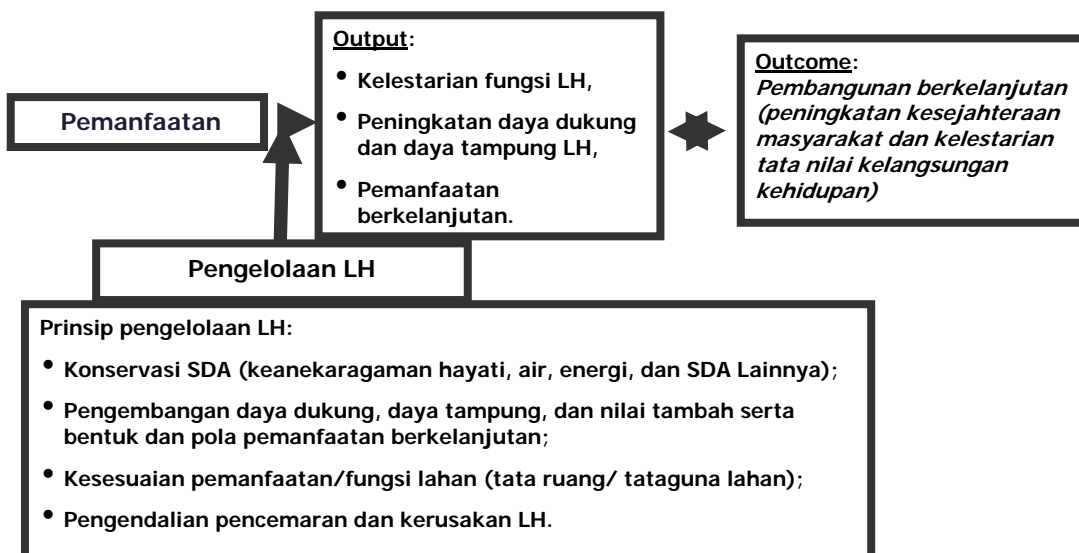 Pemanfaatan
Output:
• Kelestarian fungsi LH,
• Peningkatan daya dukung
dan daya tampung LH,
• Pemanfaatan
berkelanjutan.
Outcome:
Pembangunan berkelanjutan
(peningkatan kesejahteraan
masyarakat dan kelestarian
tata nilai kelangsungan
kehidupan)
Pengelolaan LH
Prinsip pengelolaan LH:
• Konservasi SDA (keanekaragaman hayati, air, energi, dan SDA Lainnya);
• Pengembangan daya dukung, daya tampung, dan nilai tambah serta
bentuk dan pola pemanfaatan berkelanjutan;
• Kesesuaian pemanfaatan/fungsi lahan (tata ruang/ tataguna lahan);
• Pengendalian pencemaran dan kerusakan LH.